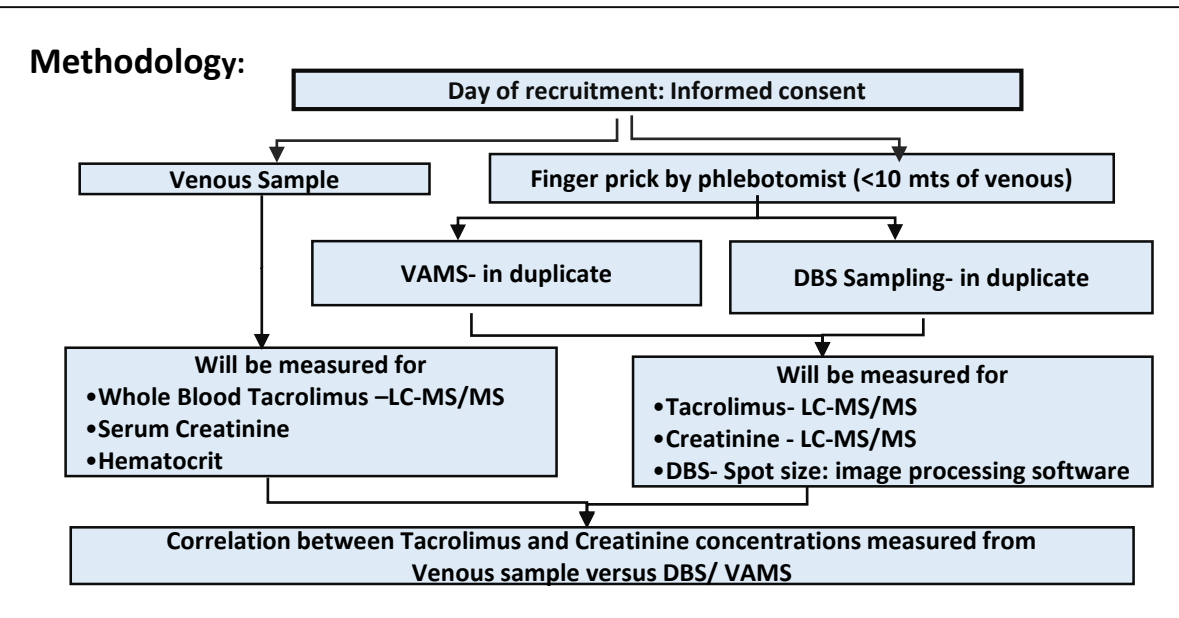 Methodology:
Day of recruitment: Informed consent
Venous Sample
Finger prick by phlebotomist (<10 mts of venous)
VAMS- in duplicate
DBS Sampling- in duplicate
Will be measured for
•Whole Blood Tacrolimus –LC-MS/MS
•Serum Creatinine
•Hematocrit
Will be measured for
•Tacrolimus- LC-MS/MS
•Creatinine - LC-MS/MS
•DBS- Spot size: image processing software
Correlation between Tacrolimus and Creatinine concentrations measured from
Venous sample versus DBS/ VAMS